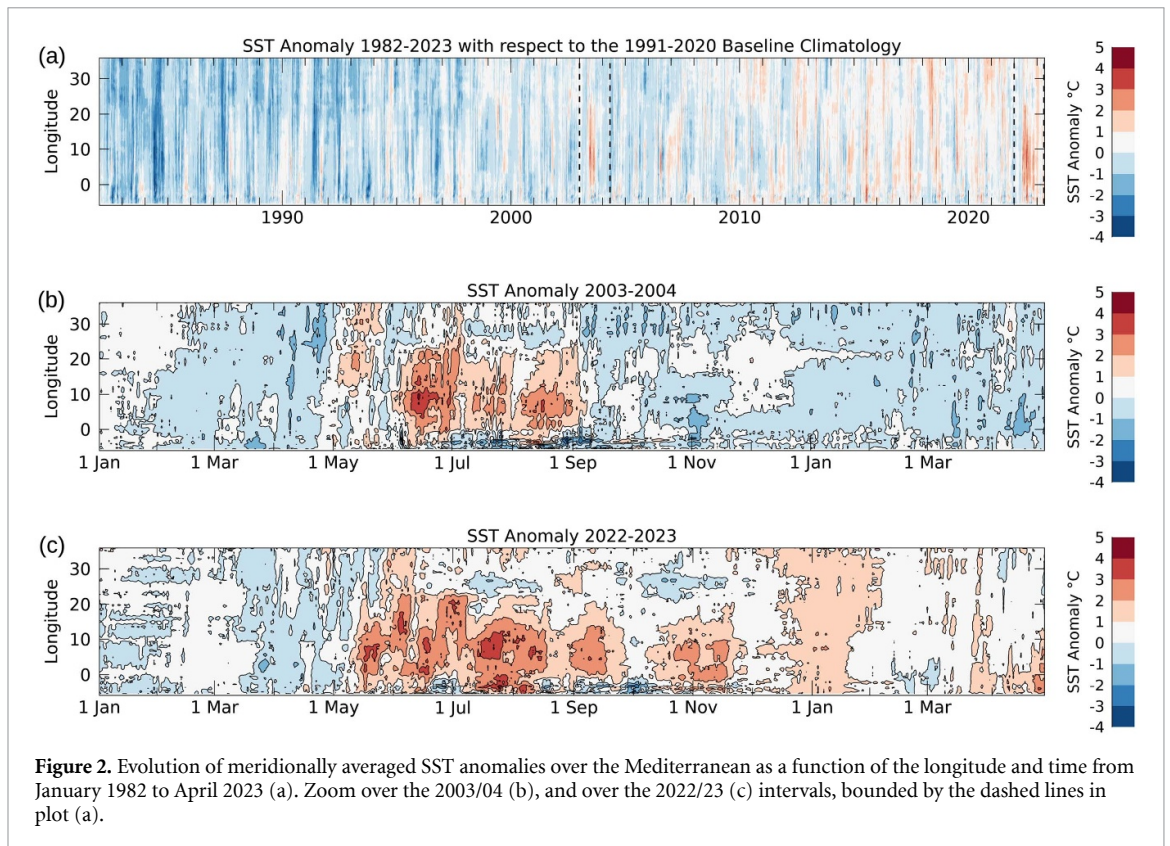 (a)
SST Anomaly 1982-2023 with respect to the 1991-2020 Baseline Climatology
Longitude
30
20
10
0
1990 2000 2010 2020
5
4
3
2
1
0
-1
-2
-3
-4
SST Anomaly °C
(b)
SST Anomaly 2003-2004
Longitude
30
20
10
0
1 Jan 1 Mar 1 May 1 Jul 1 Sep 1 Nov 1 Jan 1 Mar
5
4
3
2
1
0
-1
-2
-3
-4
SST Anomaly °C
(c)
SST Anomaly 2022-2023
Longitude
30
20
10
0
1 Jan 1 Mar 1 May 1 Jul 1 Sep 1 Nov 1 Jan 1 Mar
5
4
3
2
1
0
-1
-2
-3
-4
SST Anomaly °C
Figure 2. Evolution of meridionally averaged SST anomalies over the Mediterranean as a function of the longitude and time from
January 1982 to April 2023 (a). Zoom over the 2003/04 (b), and over the 2022/23 (c) intervals, bounded by the dashed lines in
plot (a).